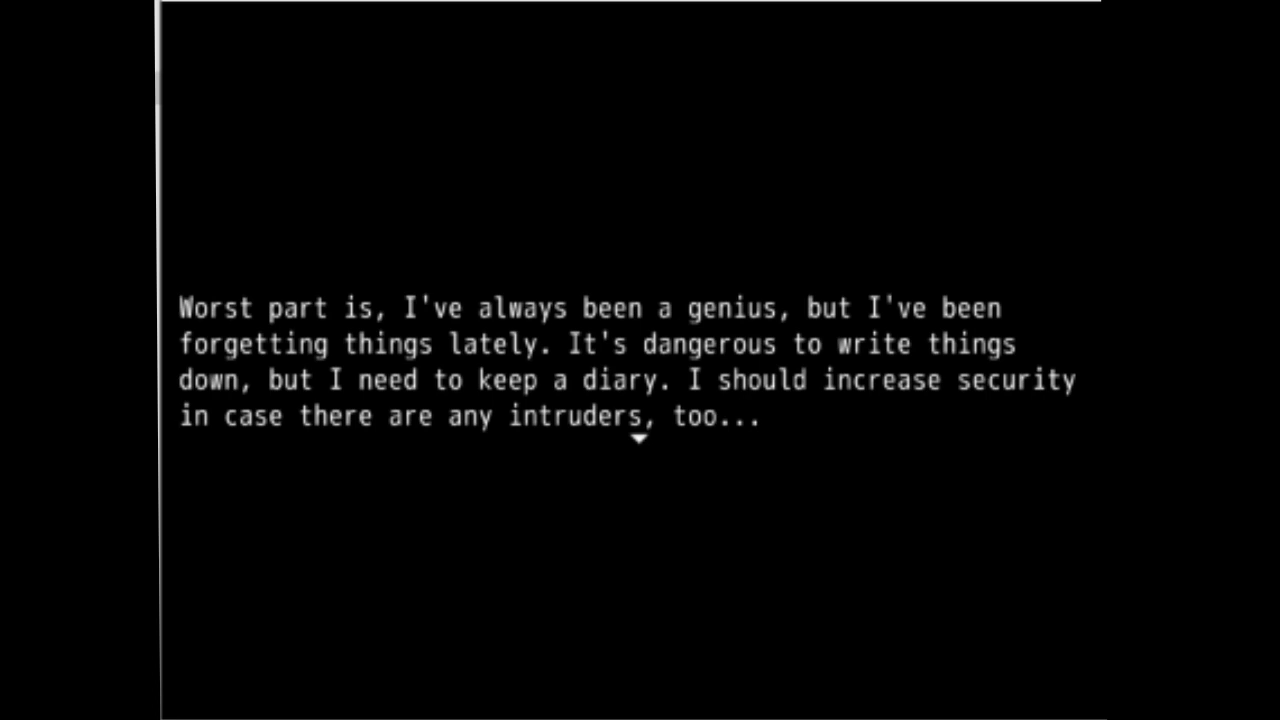 Worst part is, I've always been a genius, but I've been
forgetting things lately. It's dangerous to write things
down, but I need to keep a diary. I should increase security
in case there are any intruders, too...